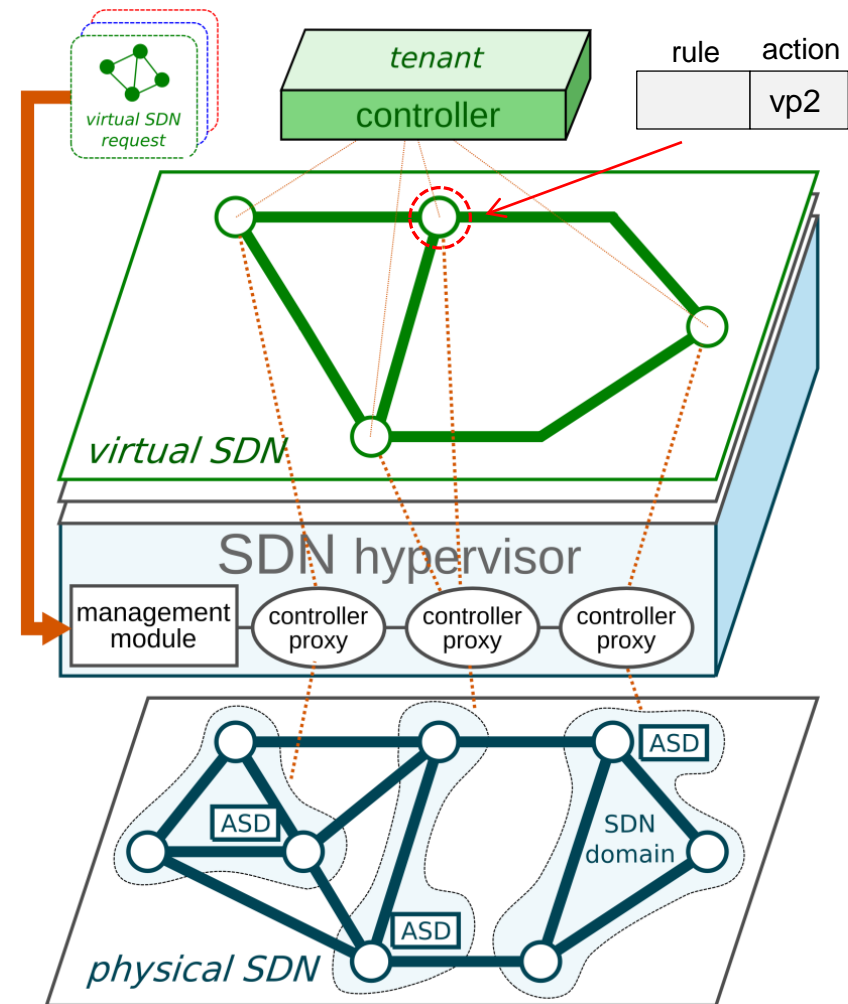 rule
action
vp2
virtual SDN
request
tenant
controller
virtual SDN
SDN hypervisor
management
module
controller
proxy
controller
proxy
controller
proxy
ASD
ASD
SDN
domain
ASD
physical SDN